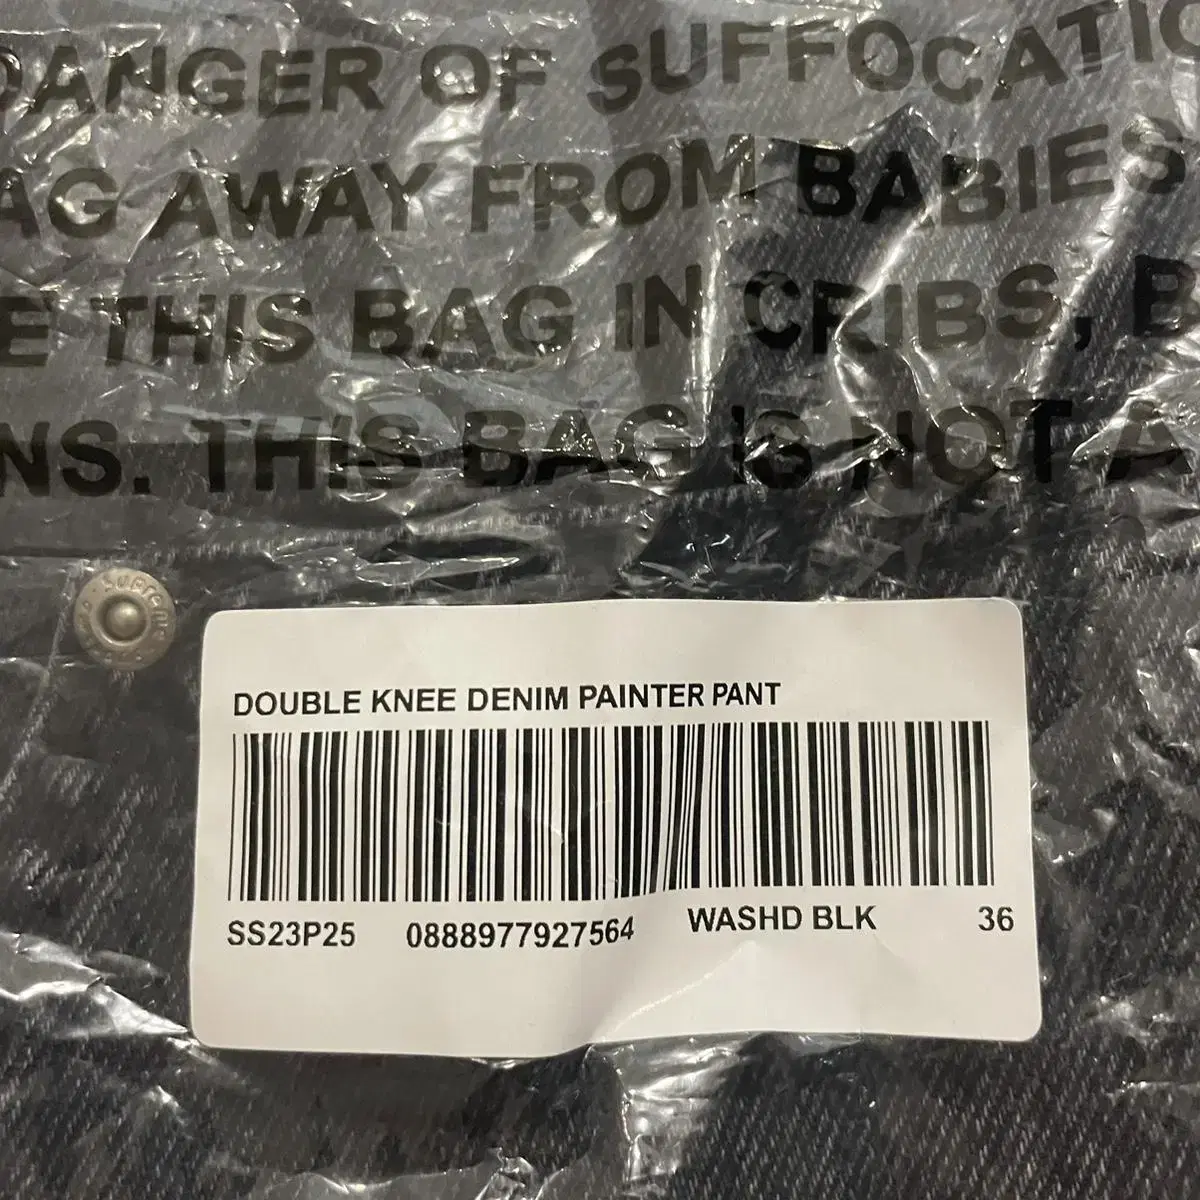 DANGER OF SUFFOCATIO
AG AWAY FROM BABIES
E THIS BAG IN CRIBS, B
NS. THIS BAG IS NOT A
Supreme
DOUBLE KNEE DENIM PAINTER PANT
SS23P25 0888977927564 WASHD BLK 36